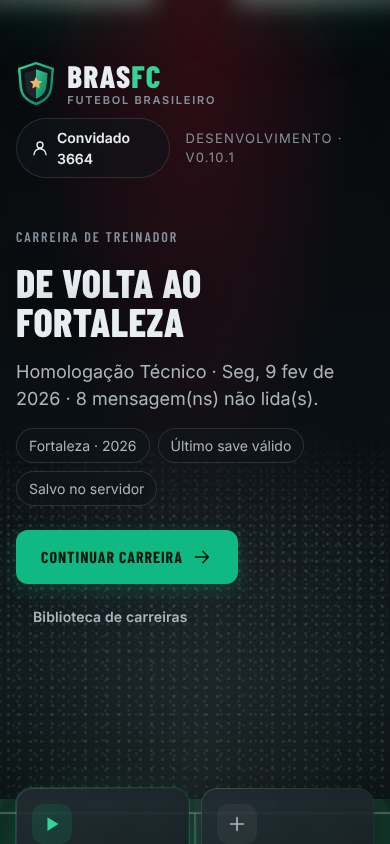 BRASFC
FUTEBOL BRASILEIRO
Convidado
3664
DESENVOLVIMENTO ·
V0.10.1
CARREIRA DE TREINADOR
DE VOLTA AO
FORTALEZA
Homologação Técnico · Seg, 9 fev de
2026 · 8 mensagem(ns) não lida(s).
Fortaleza · 2026
Último save válido
Salvo no servidor
CONTINUAR CARREIRA →
Biblioteca de carreiras